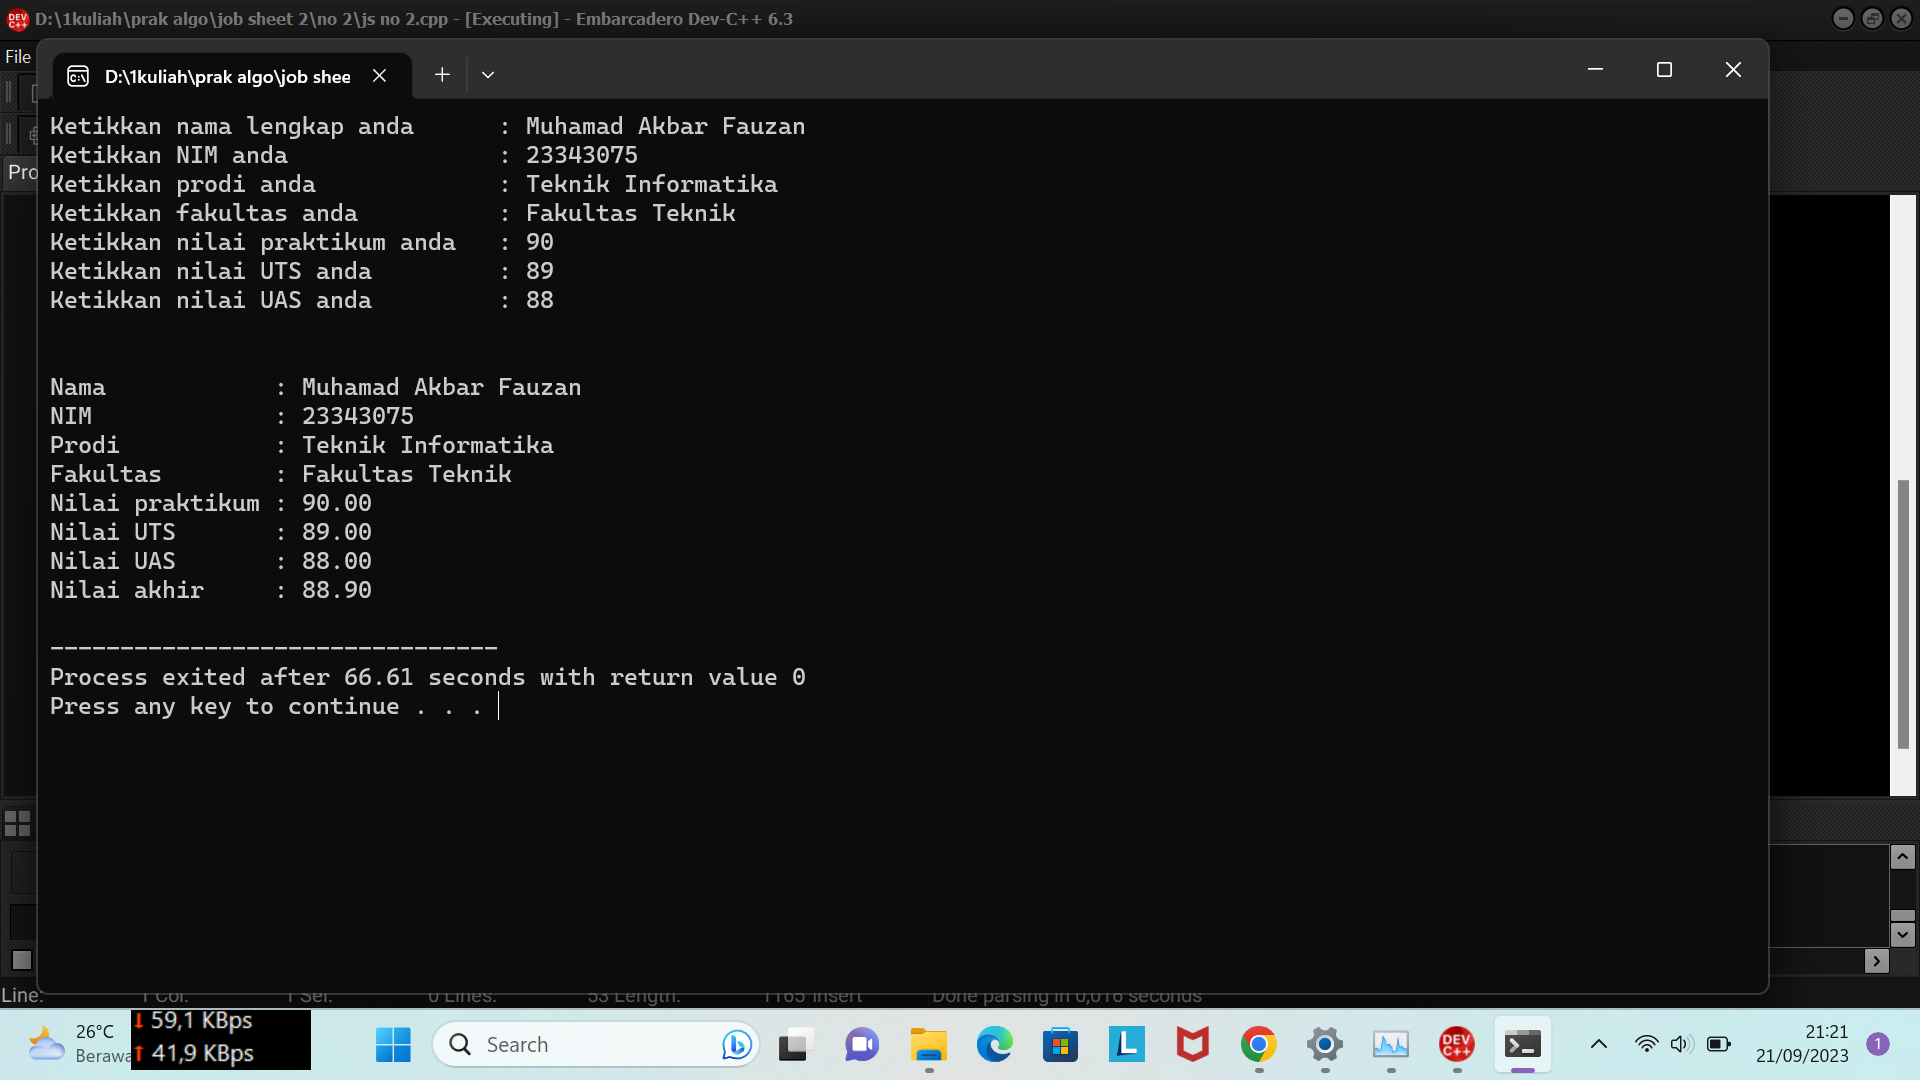 D:\1kuliah\prak algo\job sheet 2\no 2\js no 2.cpp - [Executing] - Embarcadero Dev-C++ 6.3
File
D:\1kuliah\prak algo\job shee
Pro
Ketikkan nama lengkap anda : Muhamad Akbar Fauzan
Ketikkan NIM anda : 23343075
Ketikkan prodi anda : Teknik Informatika
Ketikkan fakultas anda : Fakultas Teknik
Ketikkan nilai praktikum anda : 90
Ketikkan nilai UTS anda : 89
Ketikkan nilai UAS anda : 88
Nama : Muhamad Akbar Fauzan
NIM : 23343075
Prodi : Teknik Informatika
Fakultas : Fakultas Teknik
Nilai praktikum : 90.00
Nilai UTS : 89.00
Nilai UAS : 88.00
Nilai akhir : 88.90
--------------------------------
Process exited after 66.61 seconds with return value 0
Press any key to continue . . .
Line: 1 Col: 1 Sel: 0 Lines: 53 Length: 1165 Insert Done parsing in 0,016 seconds
26°C
Berawa
59,1 KBps
41,9 KBps
Search
DEV C++
21:21
21/09/2023
1